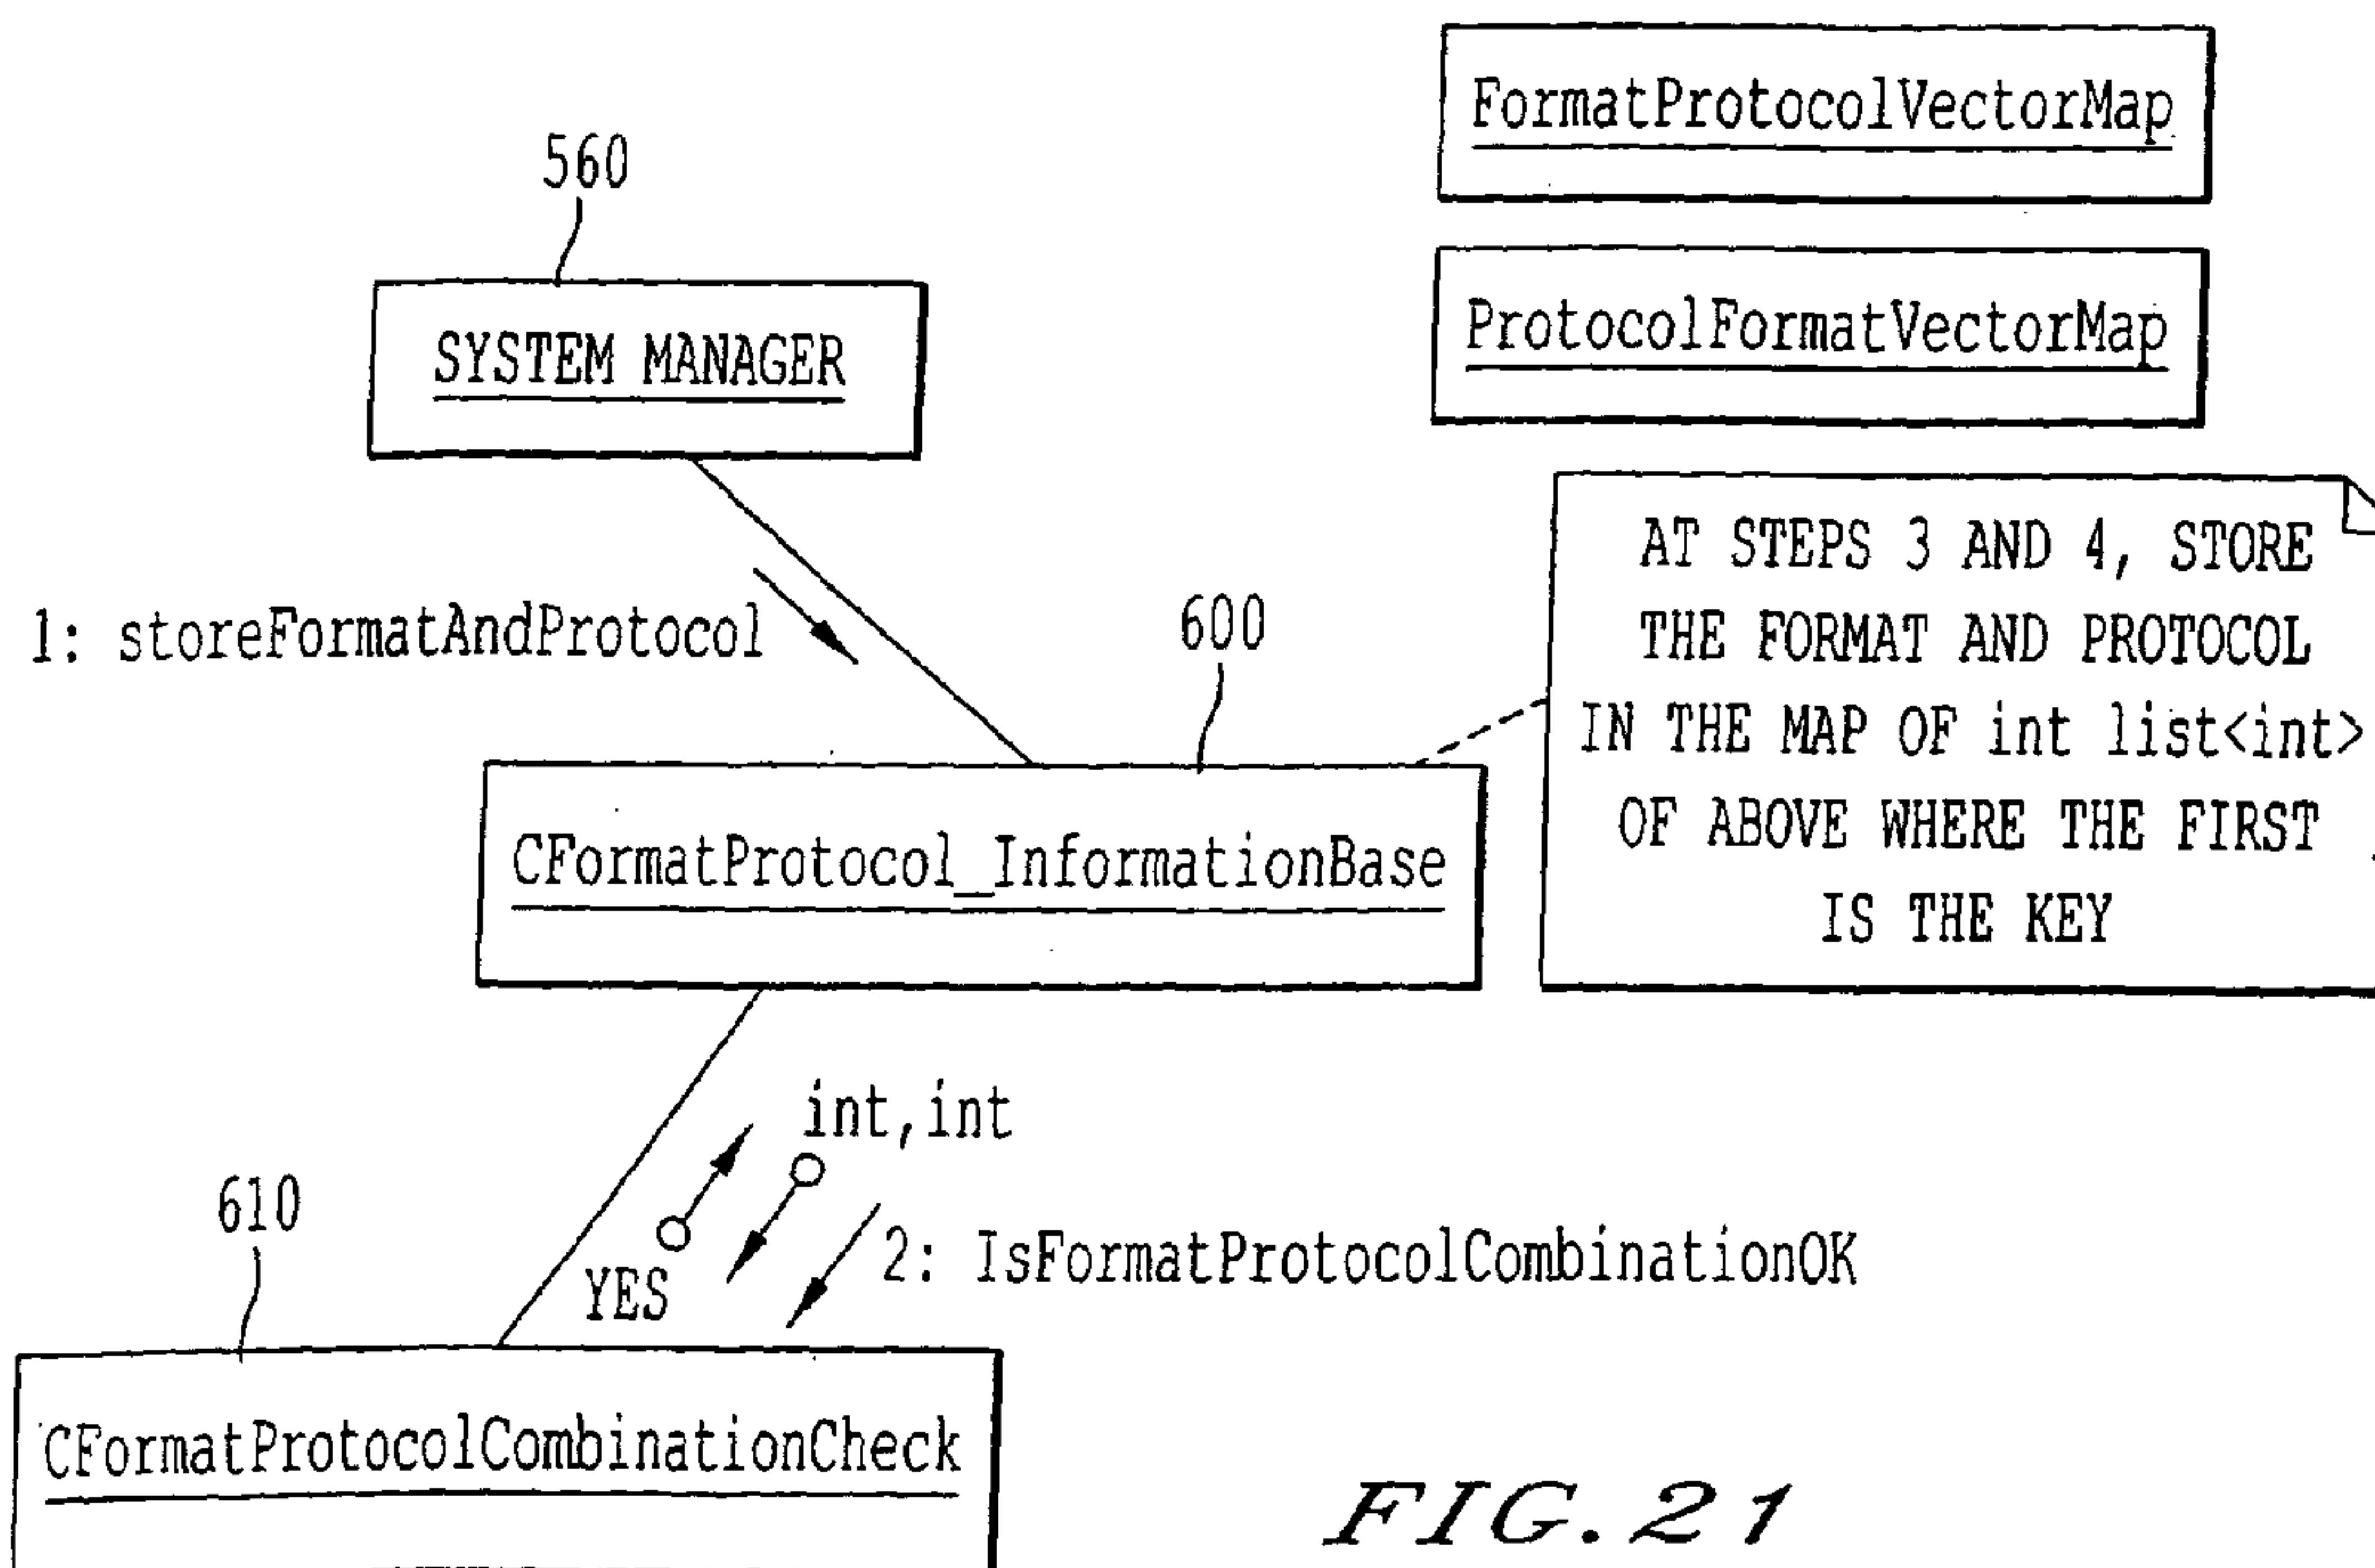 FormatProtocolVectorMap
560
ProtocolFormatVectorMap
SYSTEM MANAGER
AT STEPS 3 AND 4, STORE
THE FORMAT AND PROTOCOL
IN THE MAP OF int list<int>
OF ABOVE WHERE THE FIRST
IS THE KEY
1: storeFormatAndProtocol
600
CFormatProtocol_InformationBase
int,int
610
YES
2: IsFormatProtocolCombinationOK
CFormatProtocolCombinationCheck
FIG.21